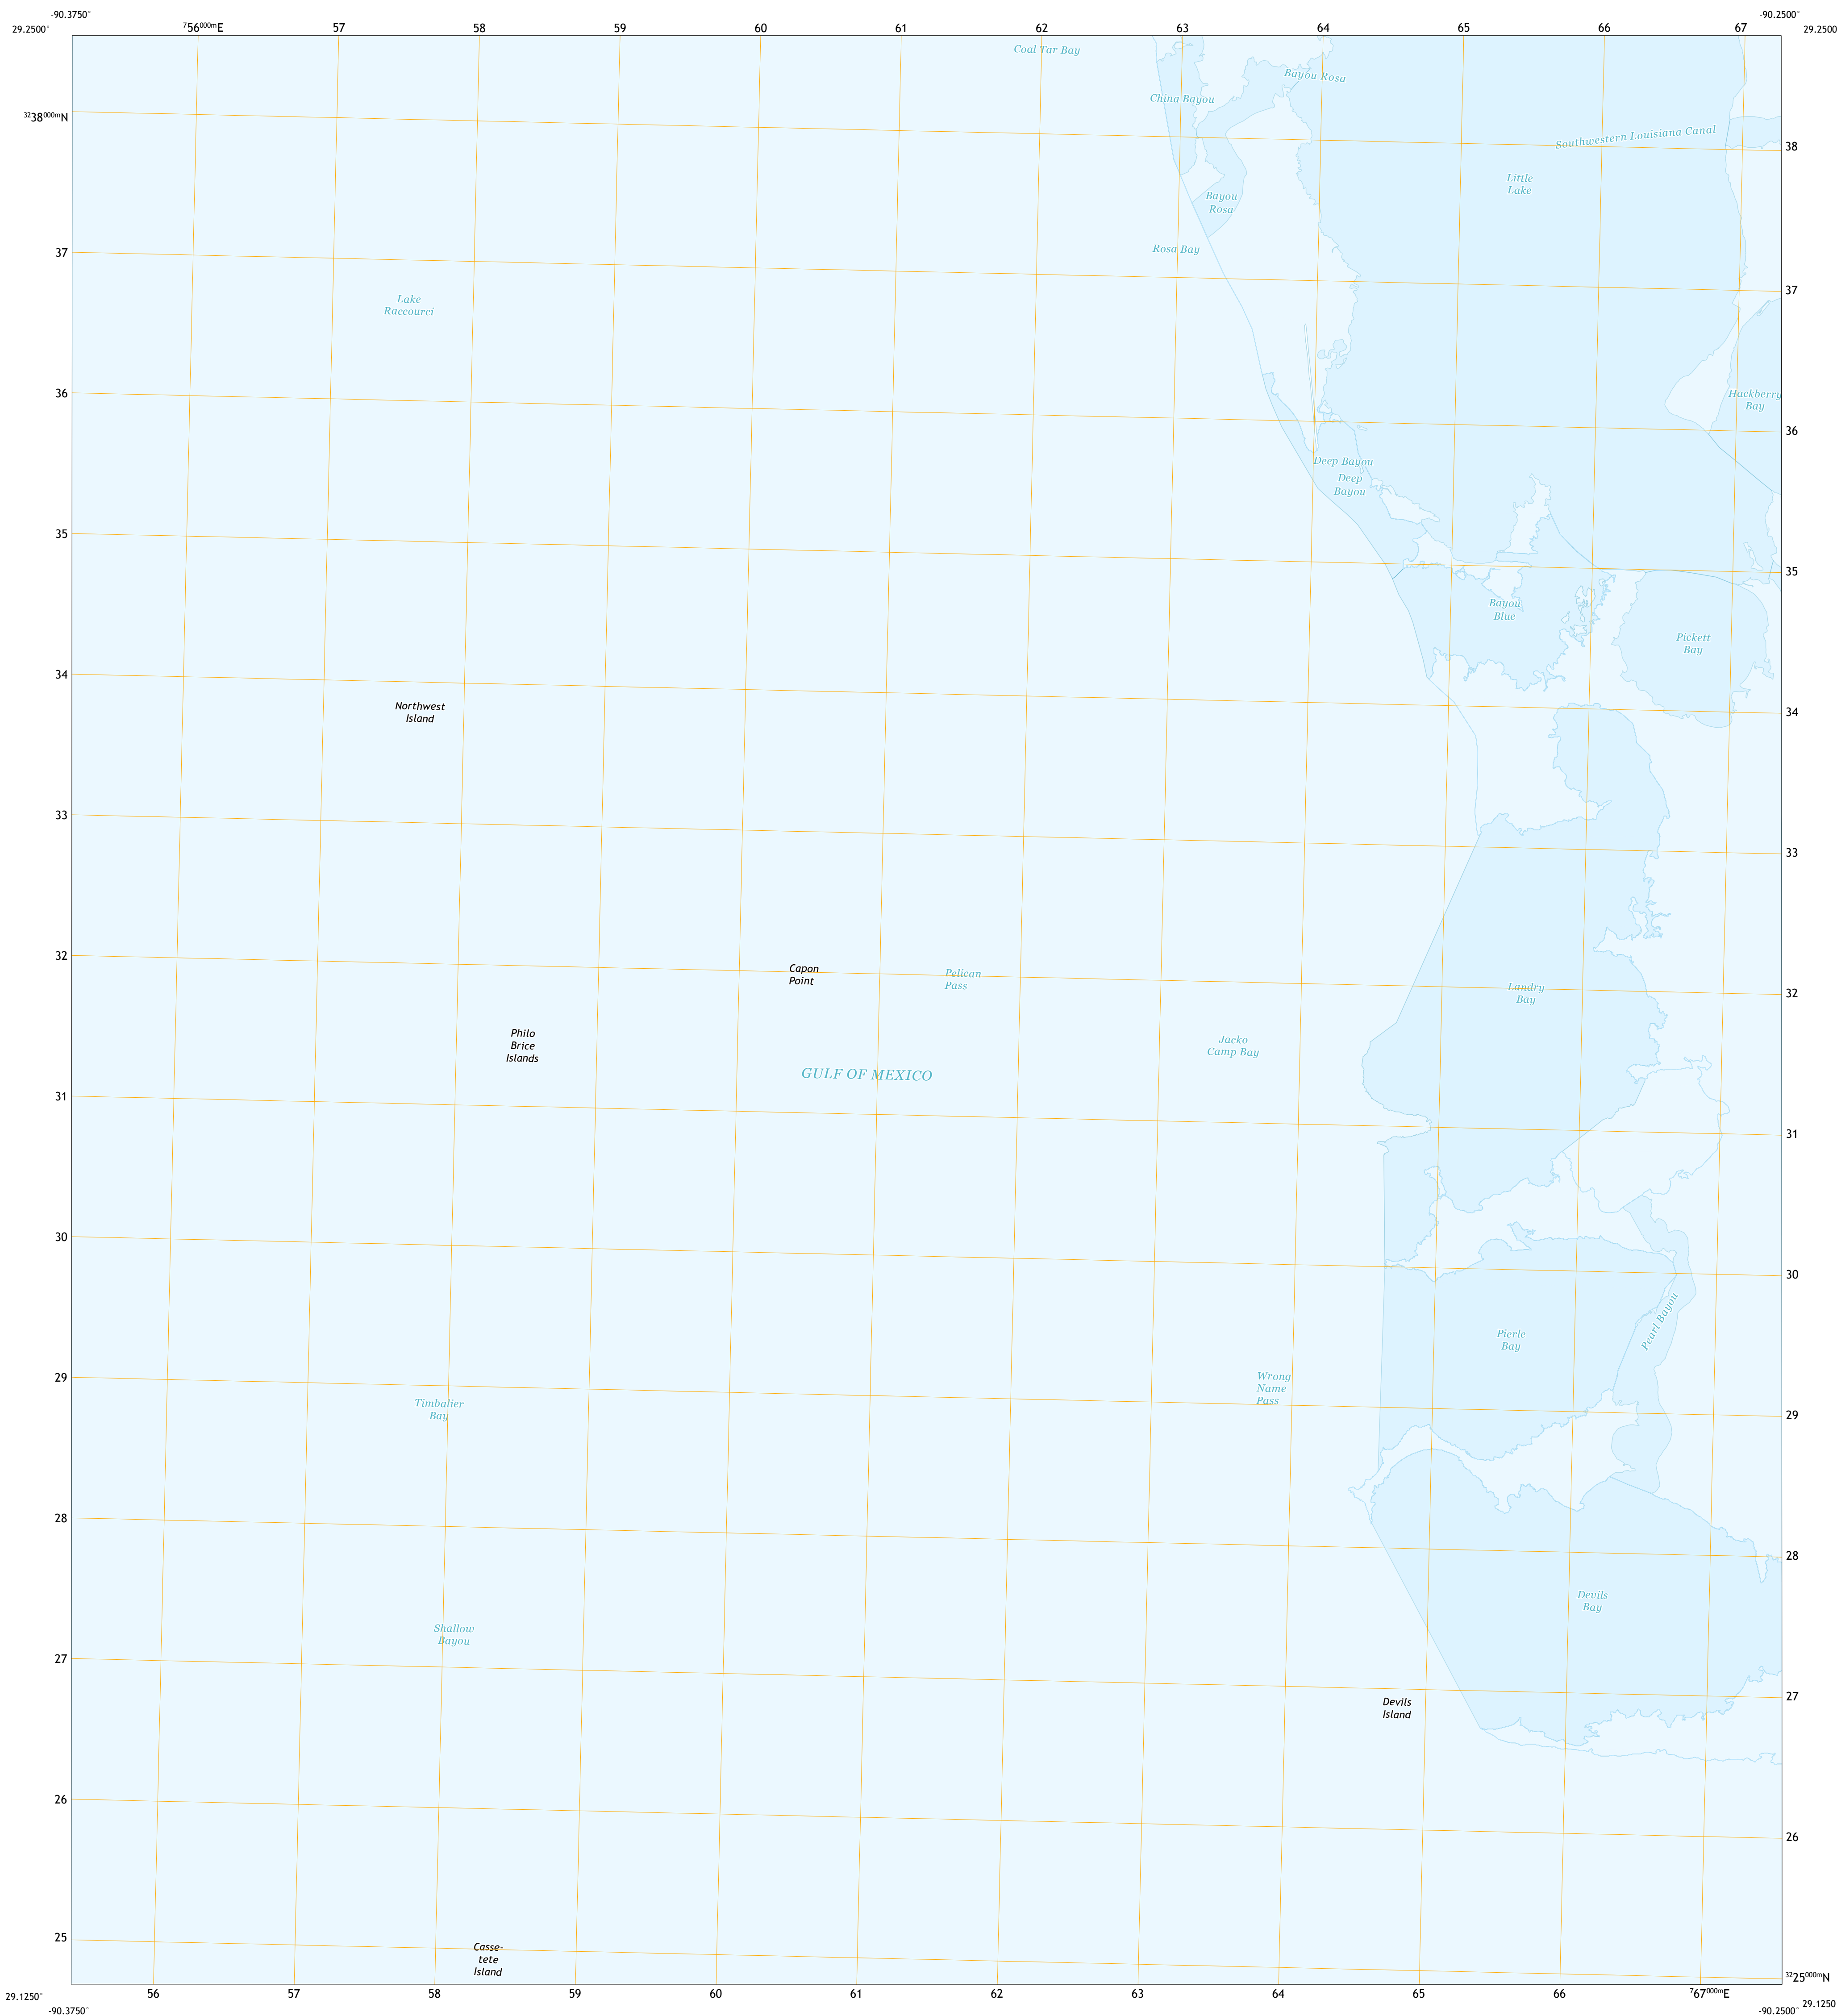 -90.3750°
-90.2500°
29.2500°
⁷56⁰⁰⁰ᵐE
57
58
59
60
61
62
63
64
65
66
67
29.2500
Coal Tar Bay
Bayou Rosa
China Bayou
³²38⁰⁰⁰ᵐN
Southwestern Louisiana Canal
38
Little
Lake
Bayou
Rosa
Rosa Bay
37
37
Lake
Raccourci
36
Hackberry
Bay
36
Deep Bayou
Deep
Bayou
35
35
Bayou
Blue
Pickett
Bay
34
Northwest
Island
34
33
33
32
Capon
Point
Pelican
Pass
Landry
Bay
32
Philo
Brice
Islands
Jacko
Camp Bay
GULF OF MEXICO
31
31
30
30
Pearl Bayou
Pierle
Bay
29
Wrong
Name
Pass
Timbalier
Bay
29
28
28
Devils
Bay
Shallow
Bayou
27
27
Devils
Island
26
26
25
Casse-
tete
Island
³²25⁰⁰⁰ᵐN
29.1250°
56
57
58
59
60
61
62
63
64
65
66
⁷67⁰⁰⁰ᵐE
29.1250
-90.3750°
-90.2500°